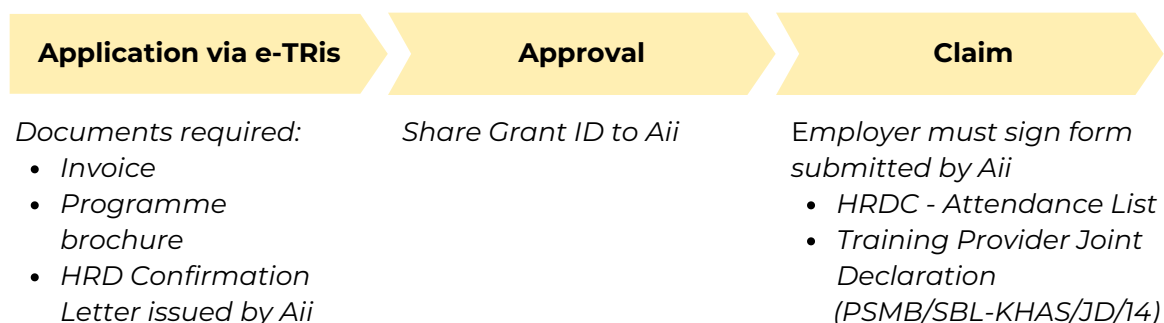 Application via e-TRis
Approval
Claim
Documents required:
• Invoice
• Programme
brochure
• HRD Confirmation
Letter issued by Aii
Share Grant ID to Aii
Employer must sign form
submitted by Aii
• HRDC - Attendance List
• Training Provider Joint
Declaration
(PSMB/SBL-KHAS/JD/14)